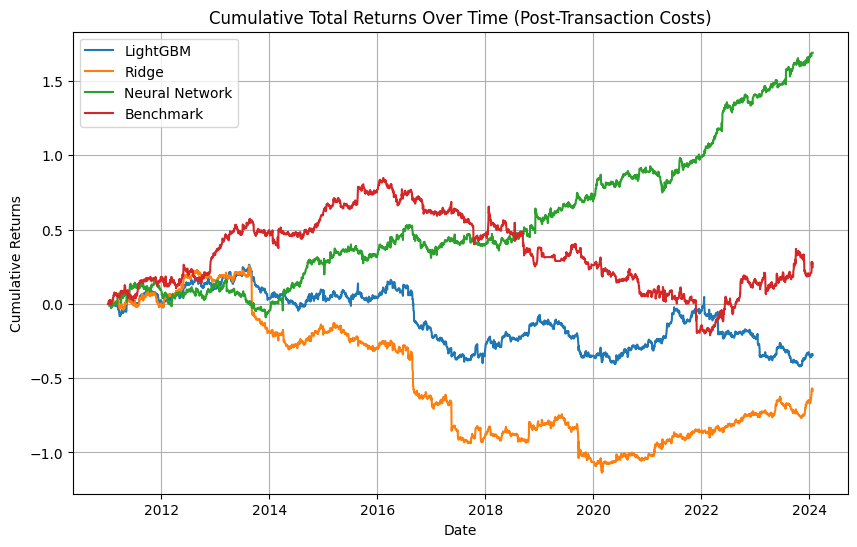 Cumulative Total Returns Over Time (Post-Transaction Costs)
LightGBM
Ridge
Neural Network
Benchmark
1.5
1.0
0.5
0.0
−0.5
−1.0
Cumulative Returns
2012 2014 2016 2018 2020 2022 2024
Date